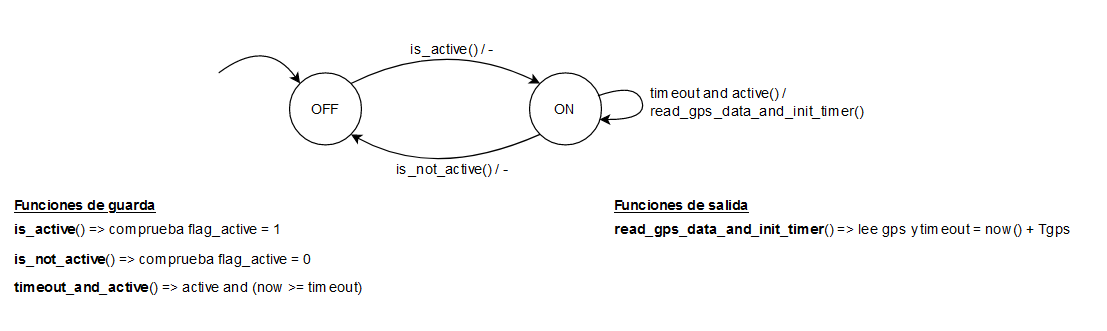 is_active() / -
OFF
ON
timeout and active() /
read_gps_data_and_init_timer()
is_not_active() / -
Funciones de guarda
is_active() => comprueba flag_active = 1
is_not_active() => comprueba flag_active = 0
timeout_and_active() => active and (now >= timeout)
Funciones de salida
read_gps_data_and_init_timer() => lee gps y timeout = now() + Tgps